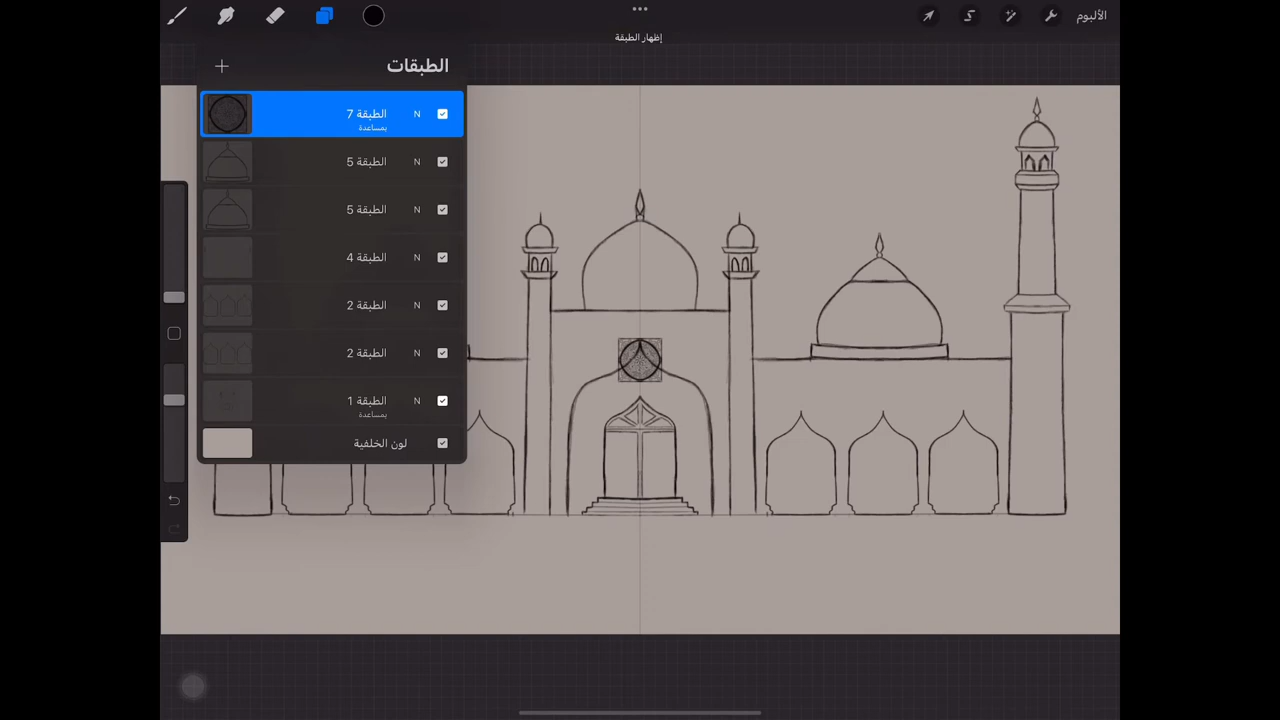 الألبوم
إظهار الطبقة
الطبقات
الطبقة 7 N
بمساعدة
الطبقة 5 N
الطبقة 5 N
الطبقة 4 N
الطبقة 2 N
الطبقة 2 N
الطبقة 1 N
بمساعدة
لون الخلفية